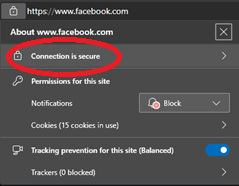 https://www.facebook.com
About www.facebook.com
Connection is secure
Permissions for this site
Notifications
Block
Cookies (15 cookies in use)
Tracking prevention for this site (Balanced)
Trackers (0 blocked)